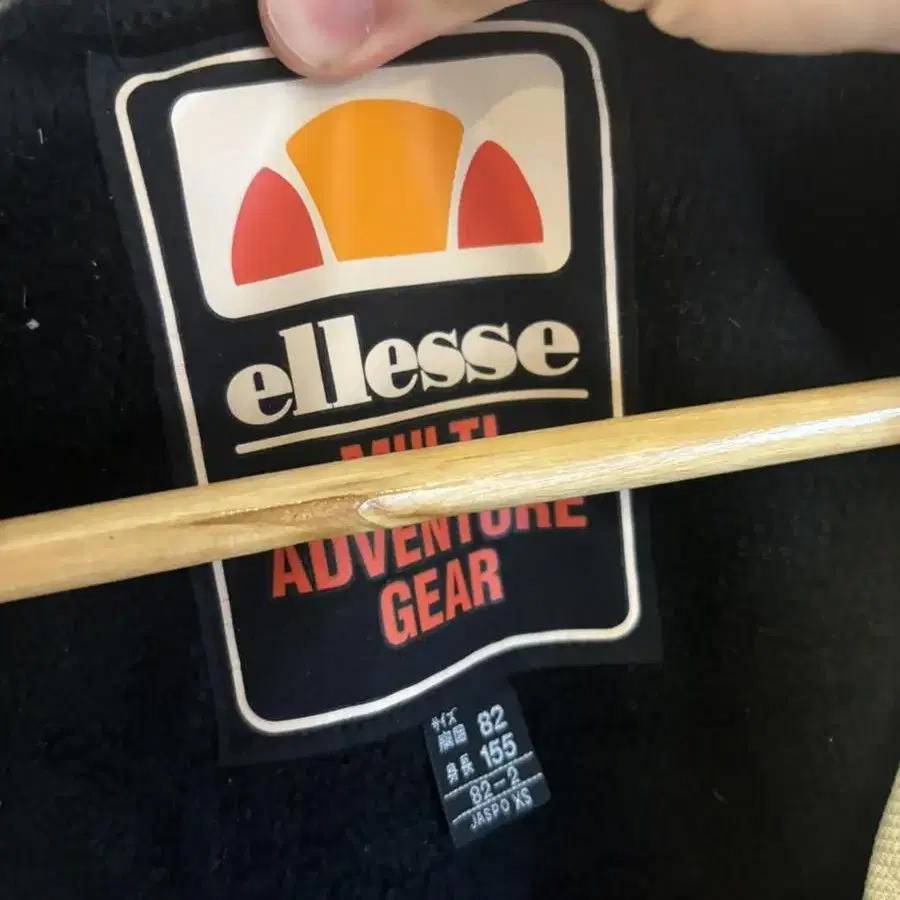 ellesse
MULTI
ADVENTURE
GEAR
サイズ
胸囲 82
身長 155
82-2
JASPO XS